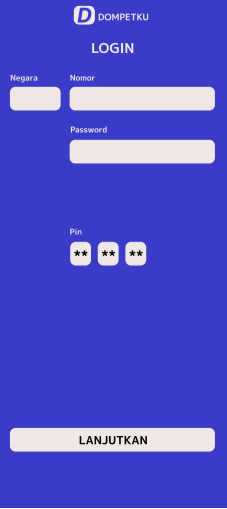 D DOMPETKU
LOGIN
Negara Nomor
Password
Pin
** ** **
LANJUTKAN